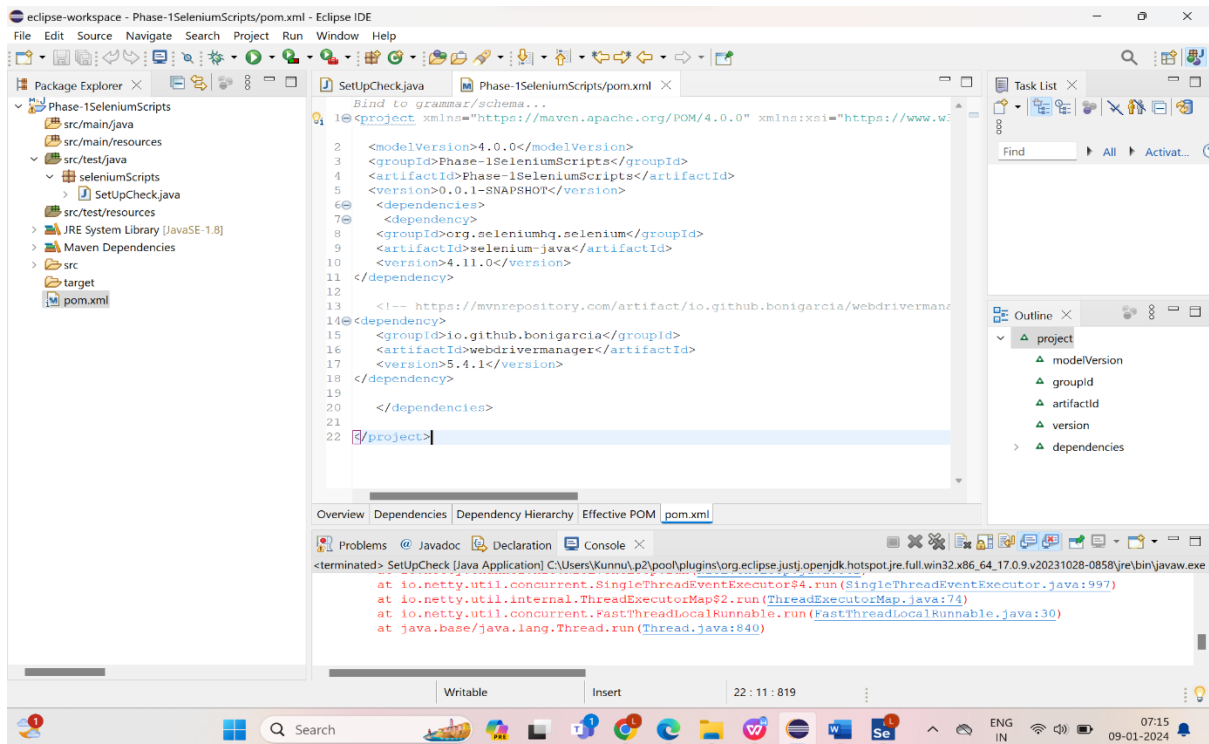 eclipse-workspace - Phase-1SeleniumScripts/pom.xml - Eclipse IDE
File Edit Source Navigate Search Project Run Window Help
Package Explorer
Phase-1SeleniumScripts
src/main/java
src/main/resources
src/test/java
seleniumScripts
SetUpCheck.java
src/test/resources
JRE System Library [JavaSE-1.8]
Maven Dependencies
src
target
pom.xml
SetUpCheck.java
Phase-1SeleniumScripts/pom.xml
Bind to grammar/schema...
1 <project xmlns="https://maven.apache.org/POM/4.0.0" xmlns:xsi="https://www.w3
2 <modelVersion>4.0.0</modelVersion>
3 <groupId>Phase-1SeleniumScripts</groupId>
4 <artifactId>Phase-1SeleniumScripts</artifactId>
5 <version>0.0.1-SNAPSHOT</version>
6 <dependencies>
7 <dependency>
8 <groupId>org.seleniumhq.selenium</groupId>
9 <artifactId>selenium-java</artifactId>
10 <version>4.11.0</version>
11 </dependency>
12
13 <!-- https://mvnrepository.com/artifact/io.github.bonigarcia/webdrivermana
14 <dependency>
15 <groupId>io.github.bonigarcia</groupId>
16 <artifactId>webdrivermanager</artifactId>
17 <version>5.4.1</version>
18 </dependency>
19
20 </dependencies>
21
22 </project>
Overview Dependencies Dependency Hierarchy Effective POM pom.xml
Task List
Find All Activat...
Outline
project
modelVersion
groupId
artifactId
version
dependencies
Problems @ Javadoc Declaration Console
<terminated> SetUpCheck [Java Application] C:\Users\Kunnu\.p2\pool\plugins\org.eclipse.justj.openjdk.hotspot.jre.full.win32.x86_64_17.0.9.v20231028-0858\jre\bin\javaw.exe
at io.netty.util.concurrent.SingleThreadEventExecutor$4.run(SingleThreadEventExecutor.java:997)
at io.netty.util.internal.ThreadExecutorMap$2.run(ThreadExecutorMap.java:74)
at io.netty.util.concurrent.FastThreadLocalRunnable.run(FastThreadLocalRunnable.java:30)
at java.base/java.lang.Thread.run(Thread.java:840)
Writable Insert 22 : 11 : 819
1
Search
PRE
1
Se
ENG
IN
07:15
09-01-2024